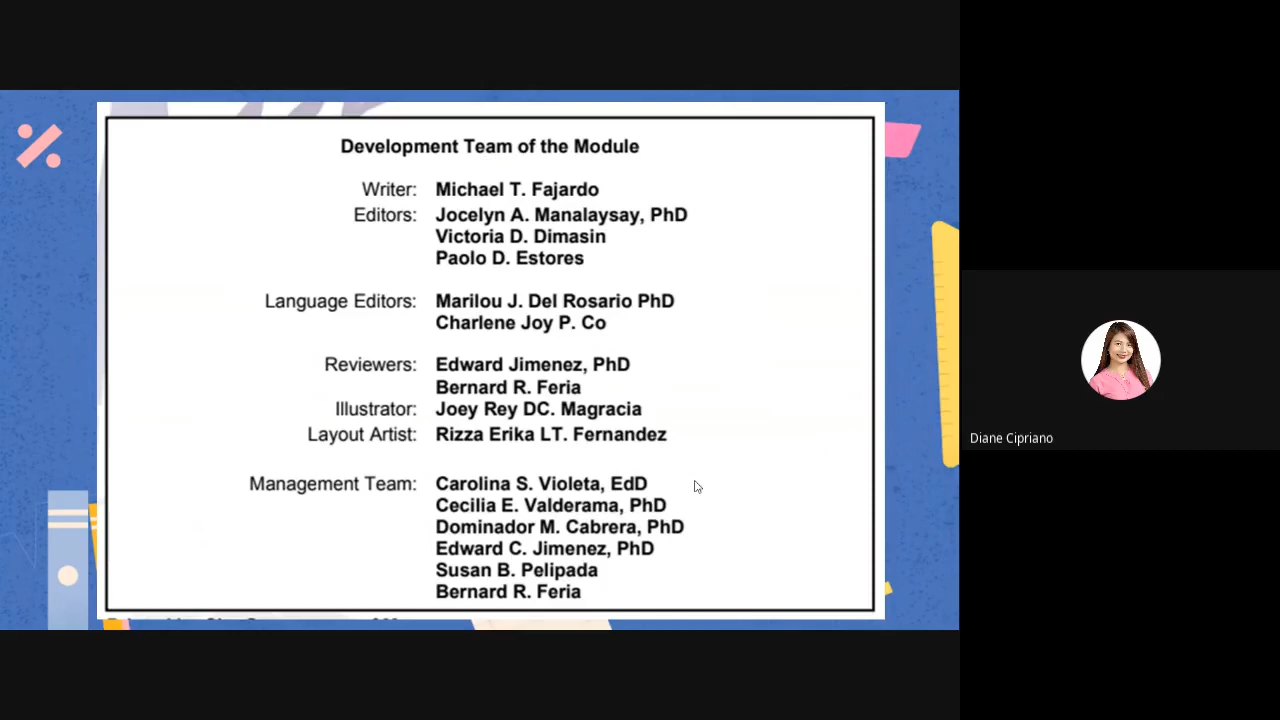 Development Team of the Module
Writer: Michael T. Fajardo
Editors: Jocelyn A. Manalaysay, PhD
Victoria D. Dimasin
Paolo D. Estores
Language Editors: Marilou J. Del Rosario PhD
Charlene Joy P. Co
Reviewers: Edward Jimenez, PhD
Bernard R. Feria
Illustrator: Joey Rey DC. Magracia
Layout Artist: Rizza Erika LT. Fernandez
Management Team: Carolina S. Violeta, EdD
Cecilia E. Valderama, PhD
Dominador M. Cabrera, PhD
Edward C. Jimenez, PhD
Susan B. Pelipada
Bernard R. Feria
Diane Cipriano